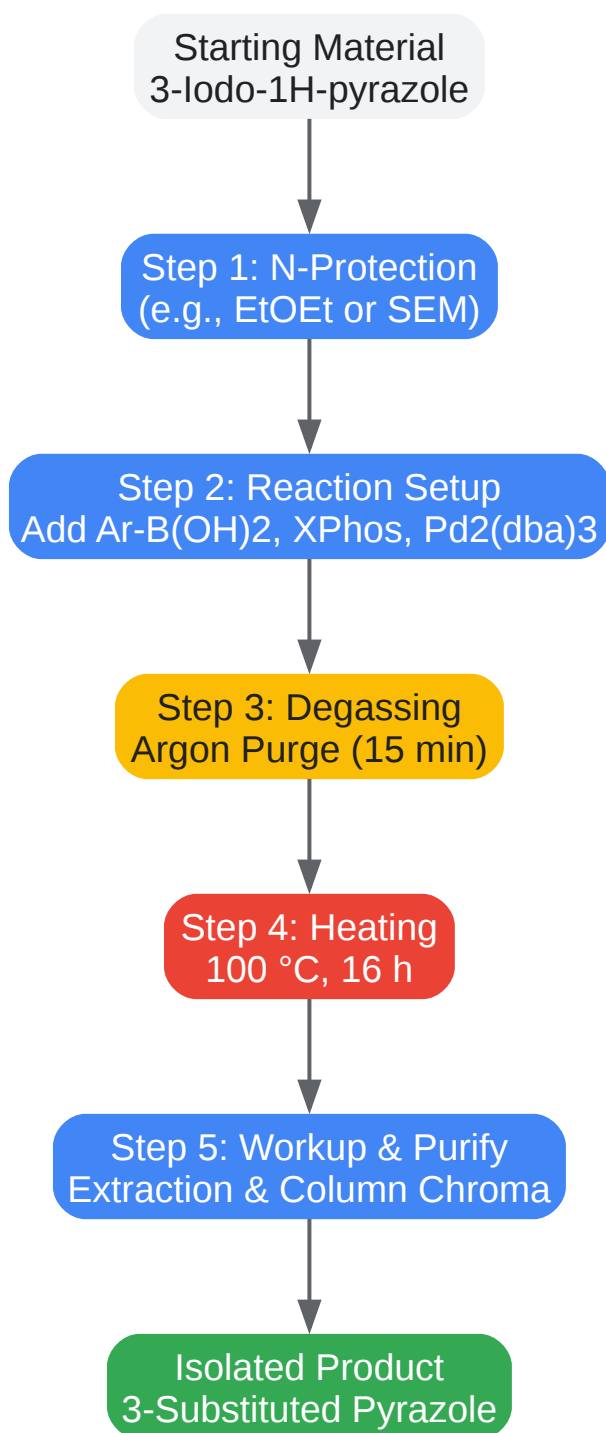 Starting Material
3-Iodo-1H-pyrazole
Step 1: N-Protection
(e.g., EtOEt or SEM)
Step 2: Reaction Setup
Add Ar-B(OH)2, XPhos, Pd2(dba)3
Step 3: Degassing
Argon Purge (15 min)
Step 4: Heating
100 °C, 16 h
Step 5: Workup & Purify
Extraction & Column Chroma
Isolated Product
3-Substituted Pyrazole